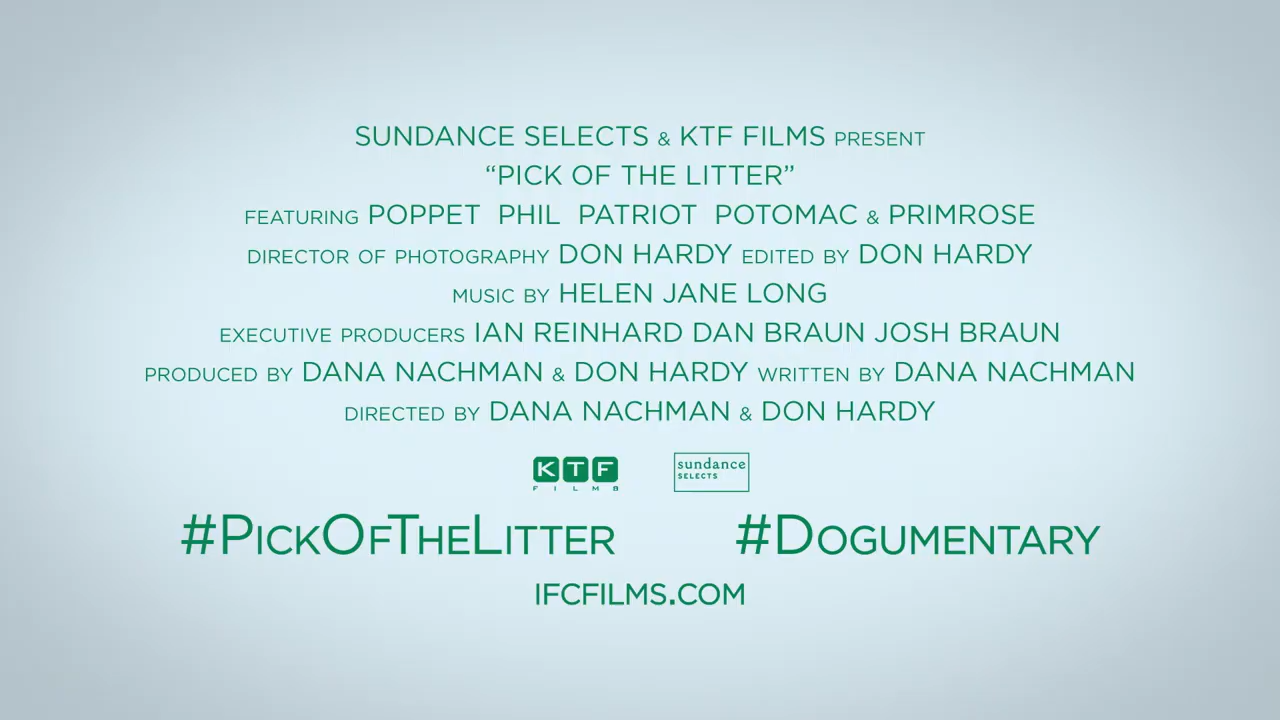 SUNDANCE SELECTS & KTF FILMS PRESENT
“PICK OF THE LITTER”
FEATURING POPPET PHIL PATRIOT POTOMAC & PRIMROSE
DIRECTOR OF PHOTOGRAPHY DON HARDY EDITED BY DON HARDY
MUSIC BY HELEN JANE LONG
EXECUTIVE PRODUCERS IAN REINHARD DAN BRAUN JOSH BRAUN
PRODUCED BY DANA NACHMAN & DON HARDY WRITTEN BY DANA NACHMAN
DIRECTED BY DANA NACHMAN & DON HARDY
KTF
FILMS
sundance
SELECTS
#PICKOFTHELITTER #DOGUMENTARY
IFCFILMS.COM